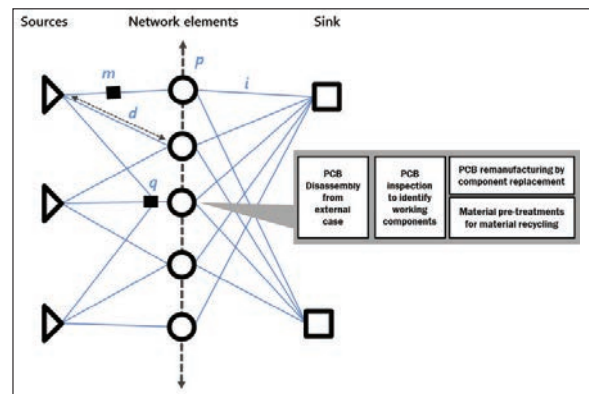 Sources Network elements Sink
p
m
i
d
q
PCB
Disassembly
from
external
case
PCB
inspection
to identify
working
components
PCB remanufacturing by
component replacement
Material pre-treatments
for material recycling